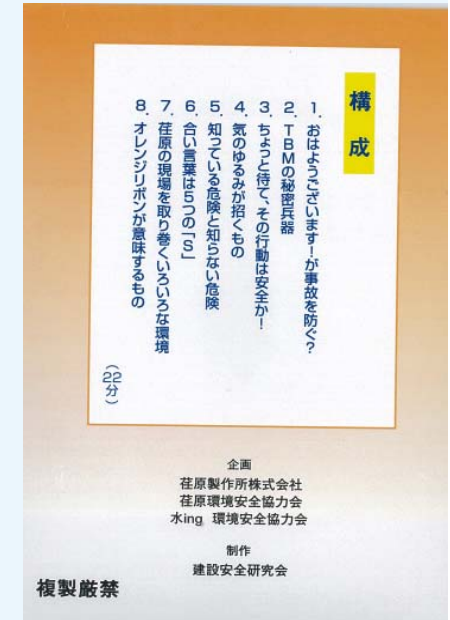 構成
1. おはようございます!が事故を防ぐ?
2. TBMの秘密兵器
3. ちょっと待て、その行動は安全か!
4. 気のゆるみが招くもの
5. 知っている危険と知らない危険
6. 合い言葉は5つの「S」
7. 荏原の現場を取り巻くいろいろな環境
8. オレンジリボンが意味するもの
(22分)
企画
荏原製作所株式会社
荏原環境安全協力会
水ing 環境安全協力会
制作
建設安全研究会
複製厳禁